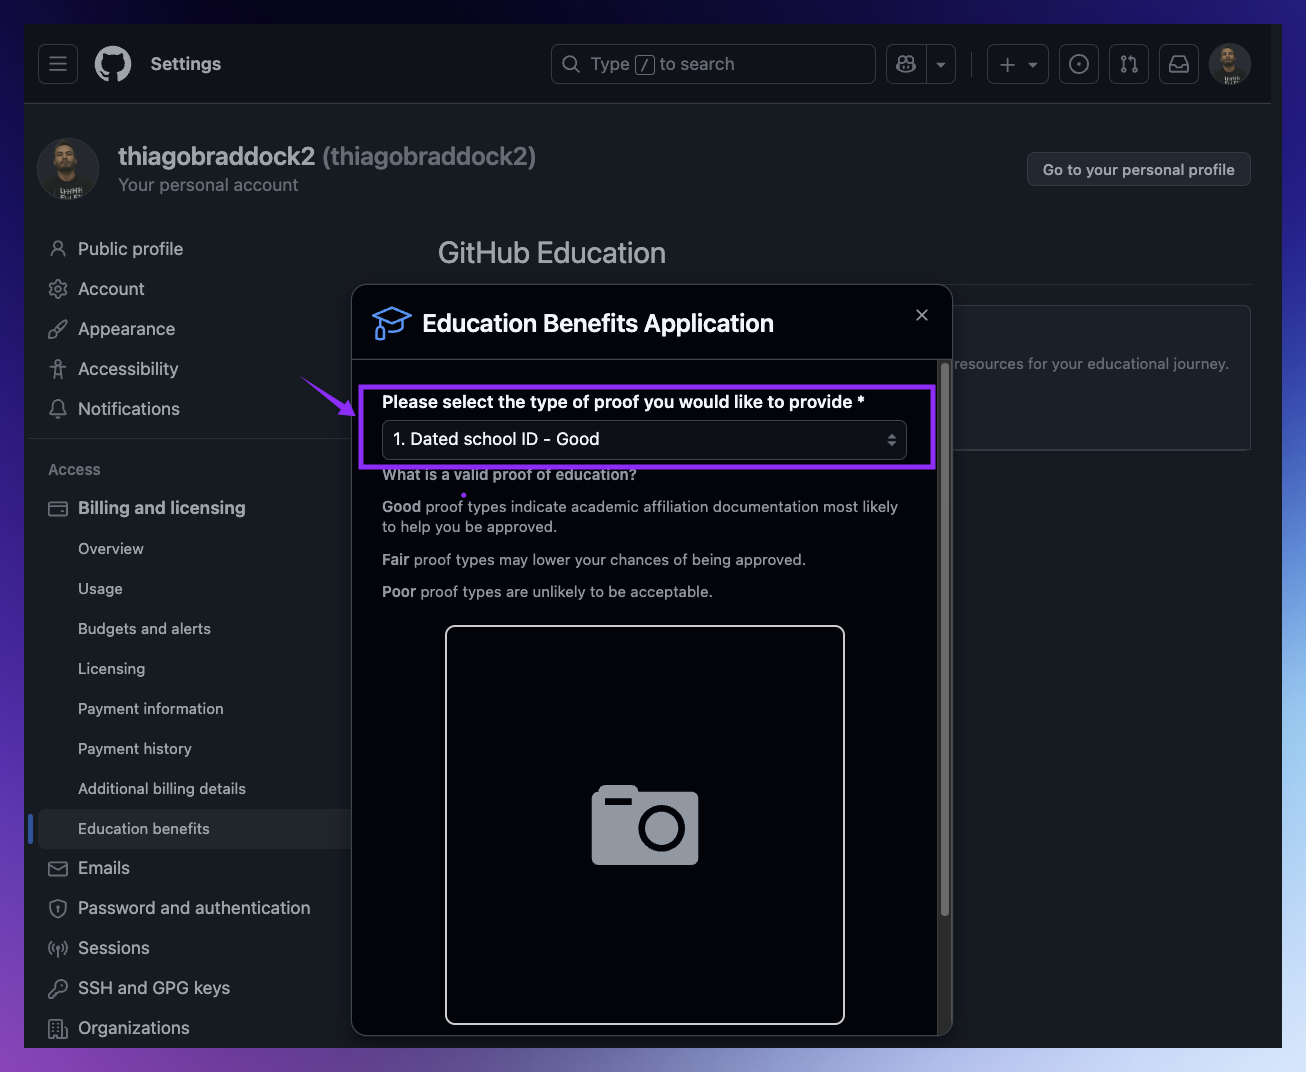 Settings
Type / to search
thiagobraddock2 (thiagobraddock2)
Your personal account
Go to your personal profile
Public profile
Account
Appearance
Accessibility
Notifications
Access
Billing and licensing
Overview
Usage
Budgets and alerts
Licensing
Payment information
Payment history
Additional billing details
Education benefits
Emails
Password and authentication
Sessions
SSH and GPG keys
Organizations
GitHub Education
resources for your educational journey.
Education Benefits Application
Please select the type of proof you would like to provide *
1. Dated school ID - Good
What is a valid proof of education?
Good proof types indicate academic affiliation documentation most likely
to help you be approved.
Fair proof types may lower your chances of being approved.
Poor proof types are unlikely to be acceptable.